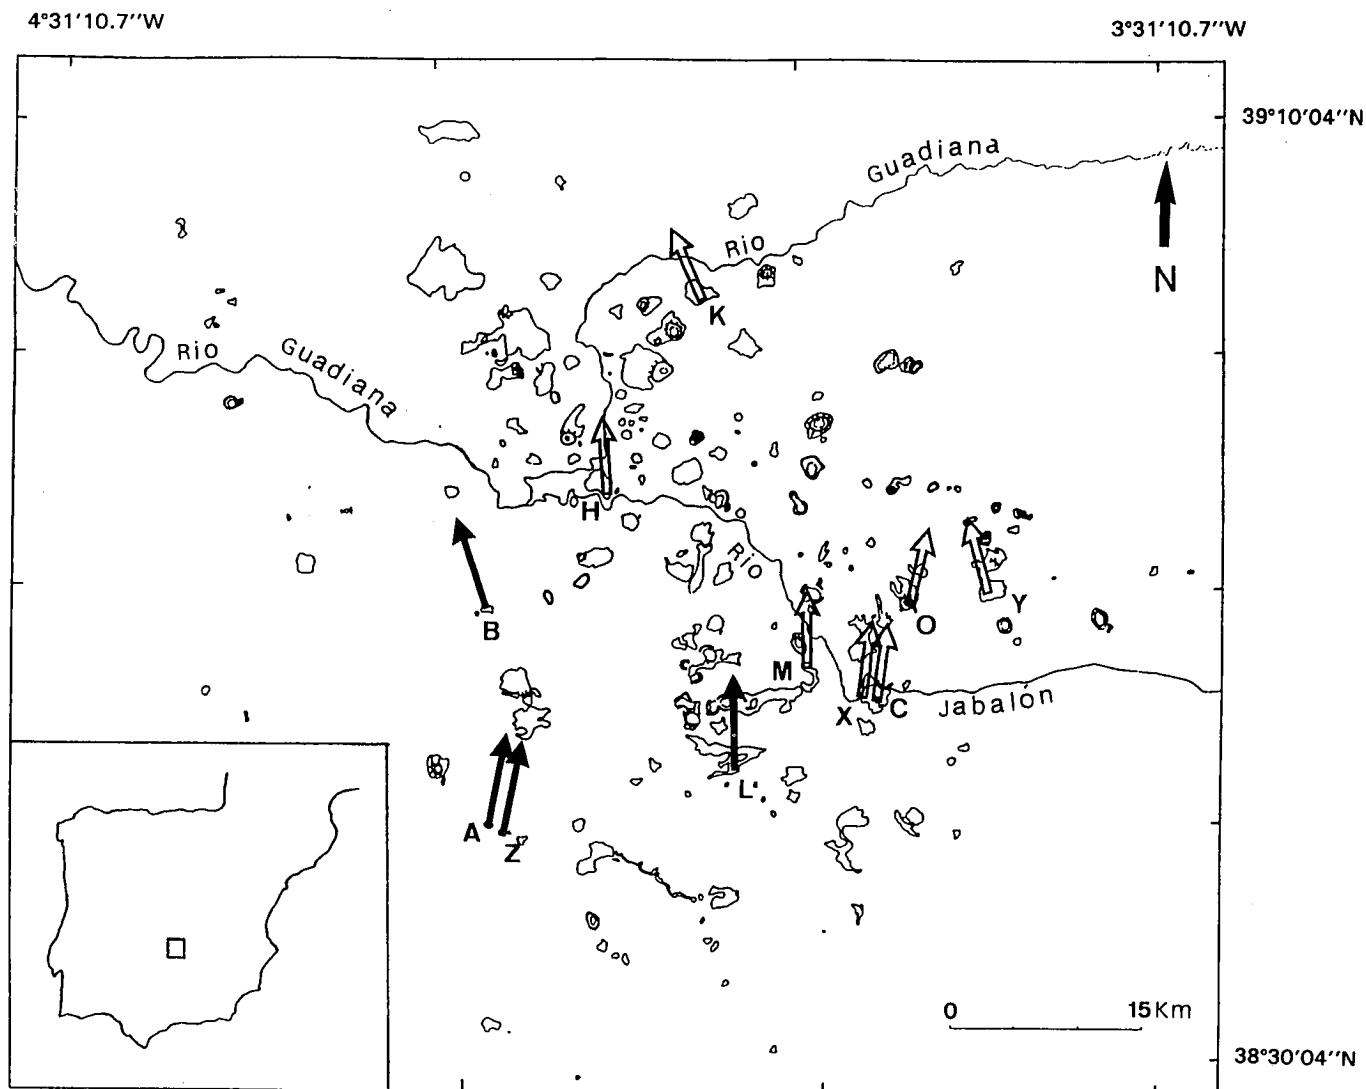 4°31'10.7''W
3°31'10.7''W
39°10'04''N
Guadiana
Rio
N
K
Rio
Guadiana
H
Rio
B
O
Y
M
X
C
Jabalón
L
A
Z
0 15Km
38°30'04''N